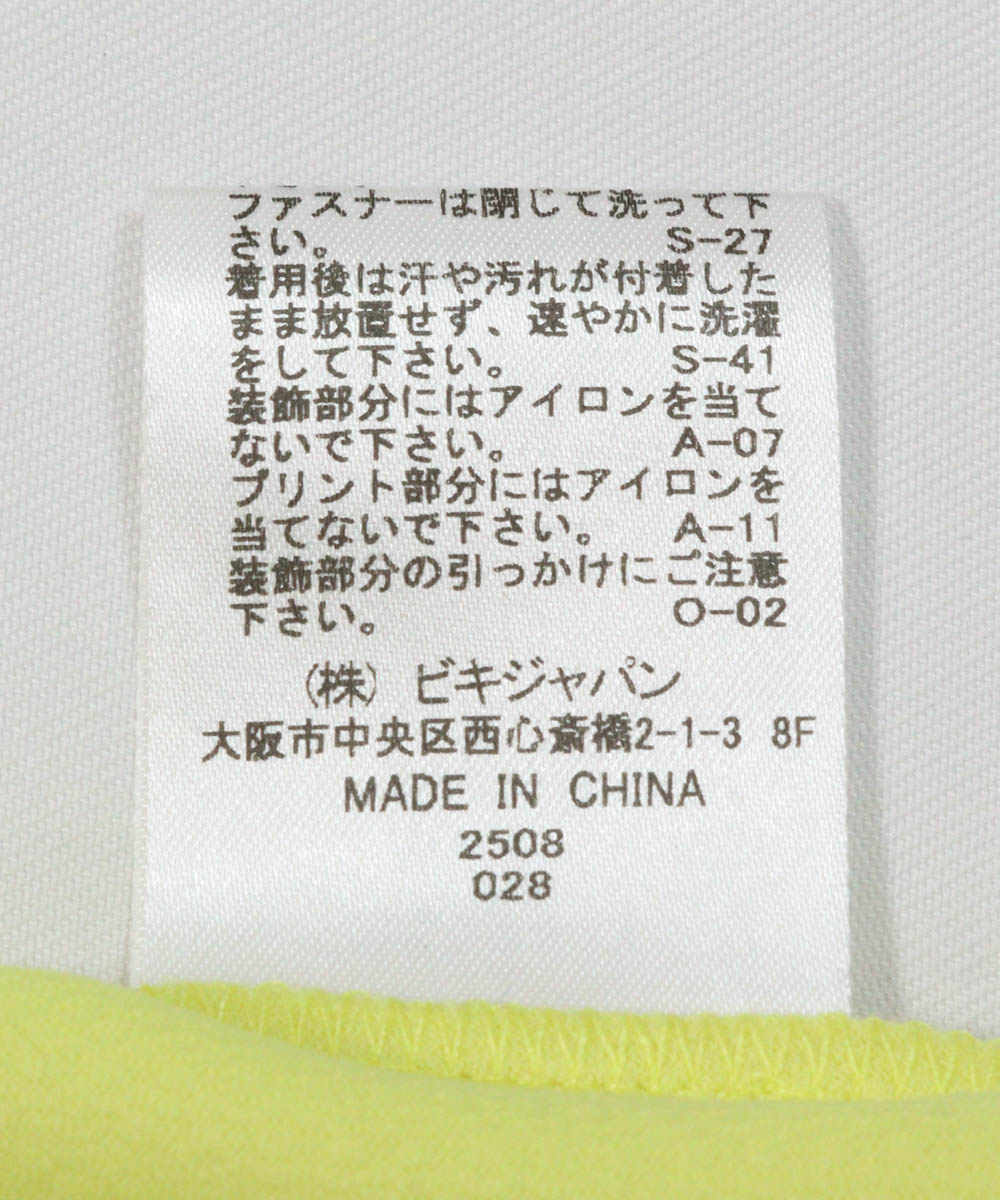 ファスナーは閉じて洗って下
さい。 S-27
着用後は汗や汚れが付着した
まま放置せず、速やかに洗濯
をして下さい。 S-41
装飾部分にはアイロンを当て
ないで下さい。 A-07
プリント部分にはアイロンを
当てないで下さい。 A-11
装飾部分の引っかけにご注意
下さい。 O-02
(株) ビキジャパン
大阪市中央区西心斎橋2-1-3 8F
MADE IN CHINA
2508
028